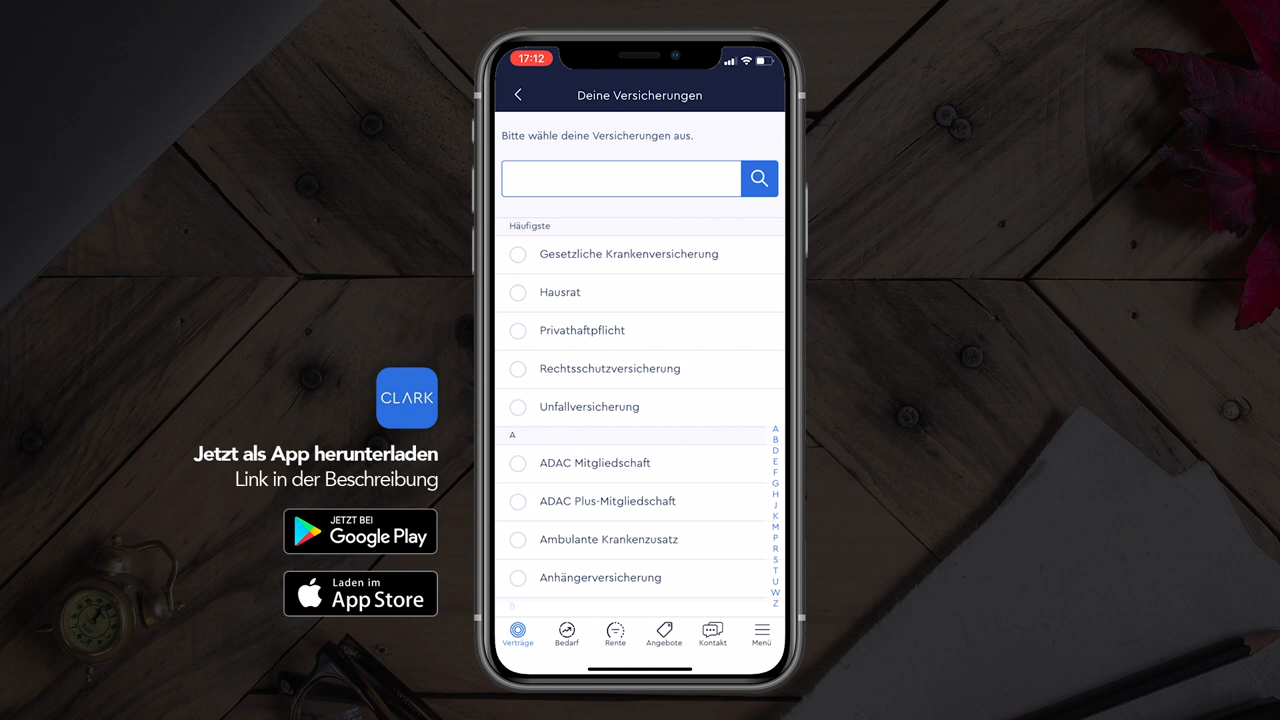 17:12
Deine Versicherungen
Bitte wähle deine Versicherungen aus.
Häufigste
Gesetzliche Krankenversicherung
Hausrat
Privathaftpflicht
Rechtsschutzversicherung
Unfallversicherung
A
ADAC Mitgliedschaft
ADAC Plus-Mitgliedschaft
Ambulante Krankenzusatz
Anhängerversicherung
B
A
B
D
E
F
G
H
J
K
M
P
R
S
T
U
W
Z
Verträge
Bedarf
Rente
Angebote
Kontakt
Menü
CLARK
Jetzt als App herunterladen
Link in der Beschreibung
JETZT BEI
Google Play
Laden im
App Store